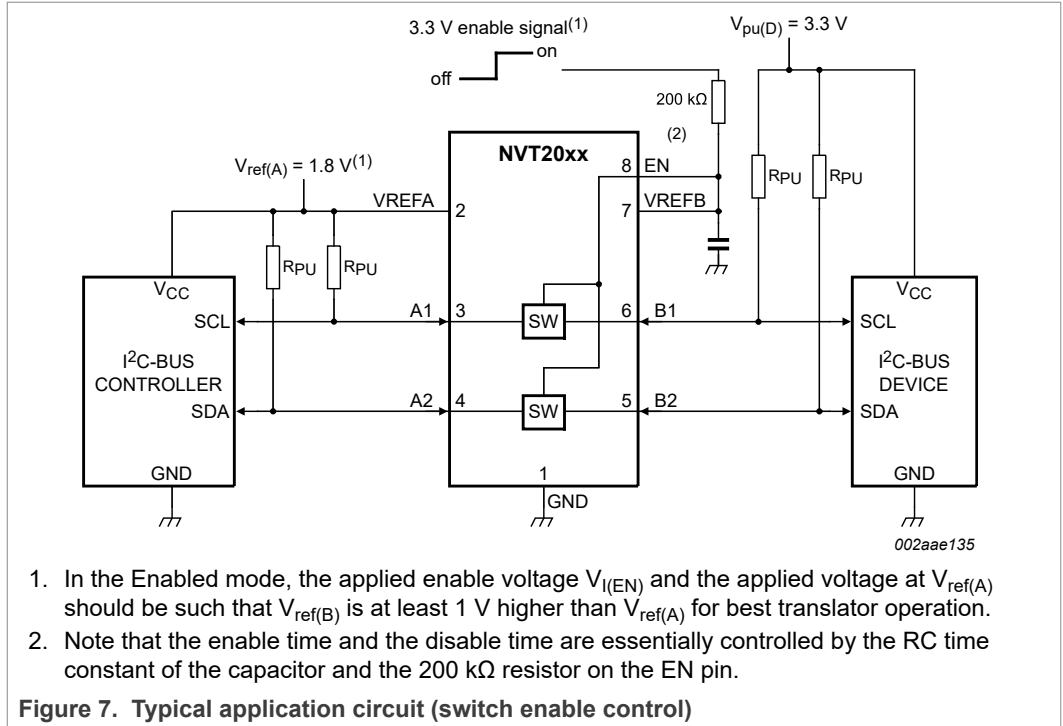 3.3 V enable signal(1)
on
off
Vpu(D) = 3.3 V
200 kΩ
(2)
NVT20xx
Vref(A) = 1.8 V(1)
8 EN
RPU
RPU
VREFA
2
7 VREFB
RPU
RPU
VCC
VCC
SCL
A1
3
SW
6
B1
SCL
I2C-BUS
CONTROLLER
I2C-BUS
DEVICE
SDA
A2
4
SW
5
B2
SDA
GND
1
GND
GND
002aae135
1. In the Enabled mode, the applied enable voltage VI(EN) and the applied voltage at Vref(A)
should be such that Vref(B) is at least 1 V higher than Vref(A) for best translator operation.
2. Note that the enable time and the disable time are essentially controlled by the RC time
constant of the capacitor and the 200 kΩ resistor on the EN pin.
Figure 7. Typical application circuit (switch enable control)